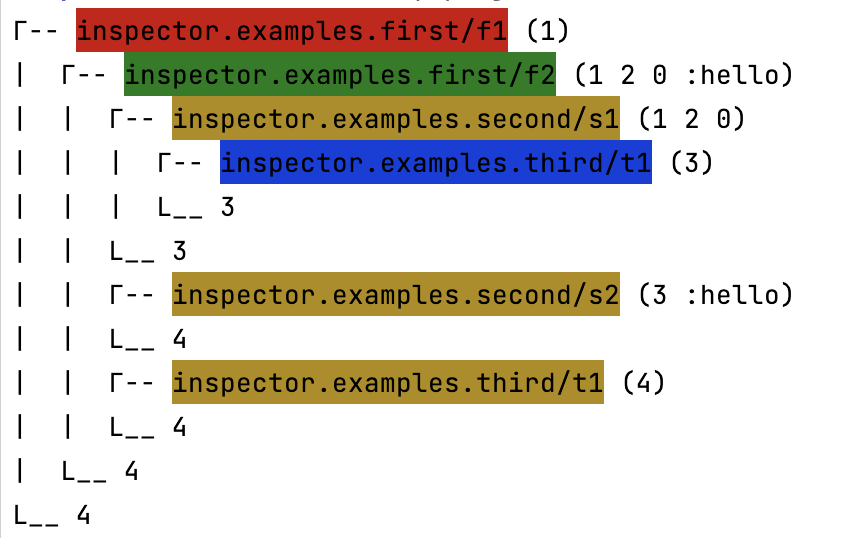 Γ-- inspector.examples.first/f1 (1)
|  Γ-- inspector.examples.first/f2 (1 2 0 :hello)
|  |  Γ-- inspector.examples.second/s1 (1 2 0)
|  |  |  Γ-- inspector.examples.third/t1 (3)
|  |  |  L__ 3
|  |  L__ 3
|  |  Γ-- inspector.examples.second/s2 (3 :hello)
|  |  L__ 4
|  |  Γ-- inspector.examples.third/t1 (4)
|  |  L__ 4
|  L__ 4
L__ 4